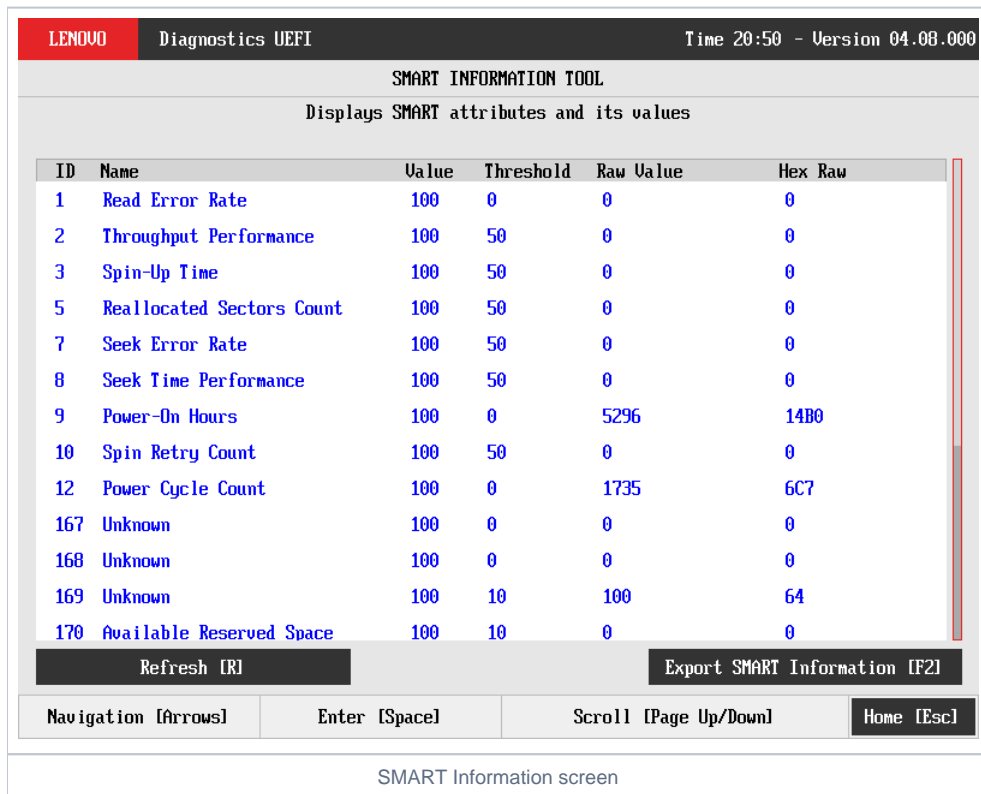 LENOVO Diagnostics UEFI Time 20:50 - Version 04.08.000
SMART INFORMATION TOOL
Displays SMART attributes and its values
ID Name Value Threshold Raw Value Hex Raw
1 Read Error Rate 100 0 0 0
2 Throughput Performance 100 50 0 0
3 Spin-Up Time 100 50 0 0
5 Reallocated Sectors Count 100 50 0 0
7 Seek Error Rate 100 50 0 0
8 Seek Time Performance 100 50 0 0
9 Power-On Hours 100 0 5296 14B0
10 Spin Retry Count 100 50 0 0
12 Power Cycle Count 100 0 1735 6C7
167 Unknown 100 0 0 0
168 Unknown 100 0 0 0
169 Unknown 100 10 100 64
170 Available Reserved Space 100 10 0 0
Refresh [R] Export SMART Information [F2]
Navigation [Arrows] Enter [Space] Scroll [Page Up/Down] Home [Esc]
SMART Information screen